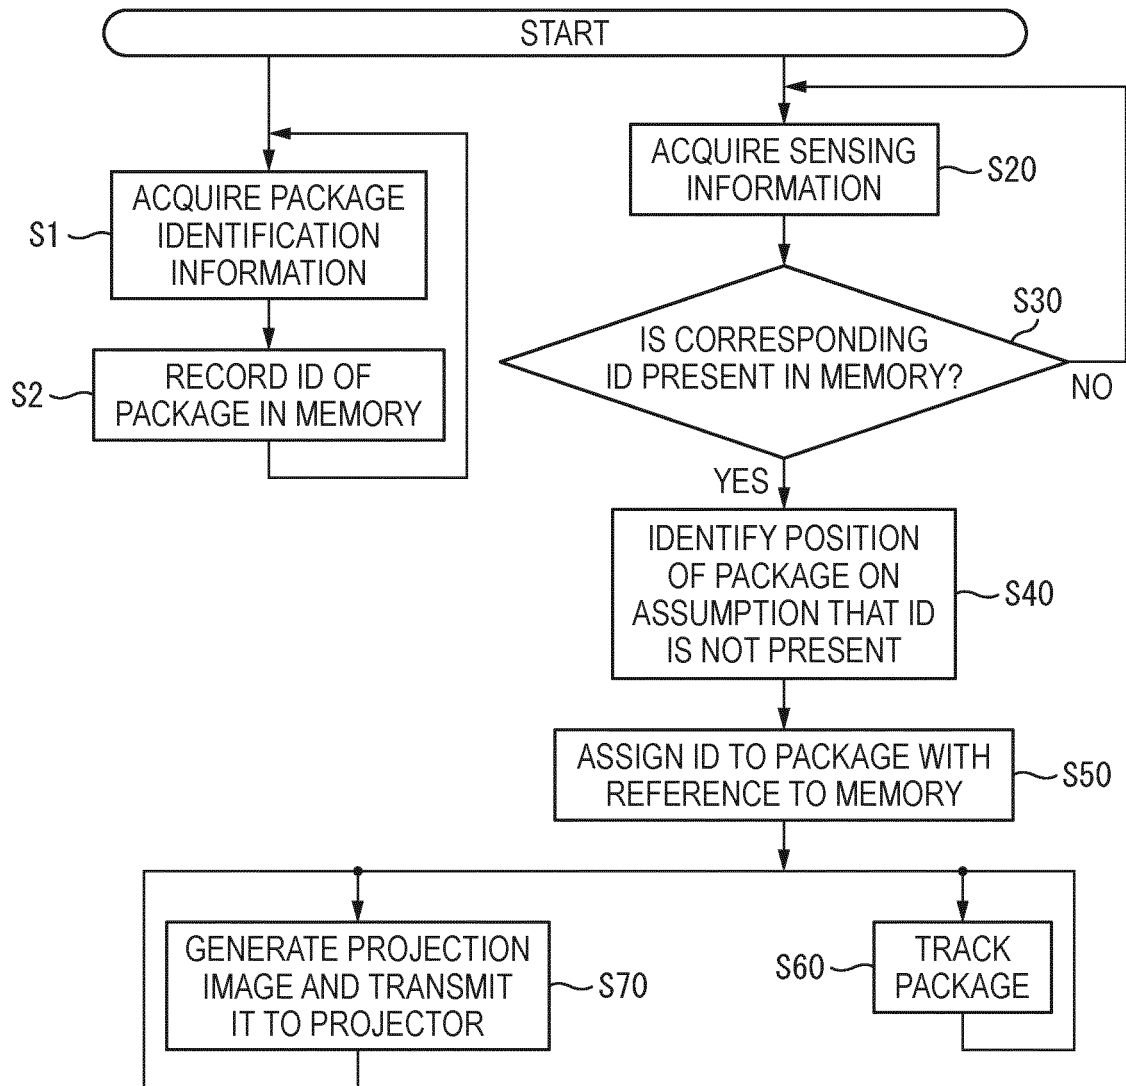 START
ACQUIRE PACKAGE
IDENTIFICATION
INFORMATION
S1
RECORD ID OF
PACKAGE IN MEMORY
S2
ACQUIRE SENSING
INFORMATION
S20
IS CORRESPONDING
ID PRESENT IN MEMORY?
S30
NO
YES
IDENTIFY POSITION
OF PACKAGE ON
ASSUMPTION THAT ID
IS NOT PRESENT
S40
ASSIGN ID TO PACKAGE WITH
REFERENCE TO MEMORY
S50
GENERATE PROJECTION
IMAGE AND TRANSMIT
IT TO PROJECTOR
S70
S60
TRACK
PACKAGE